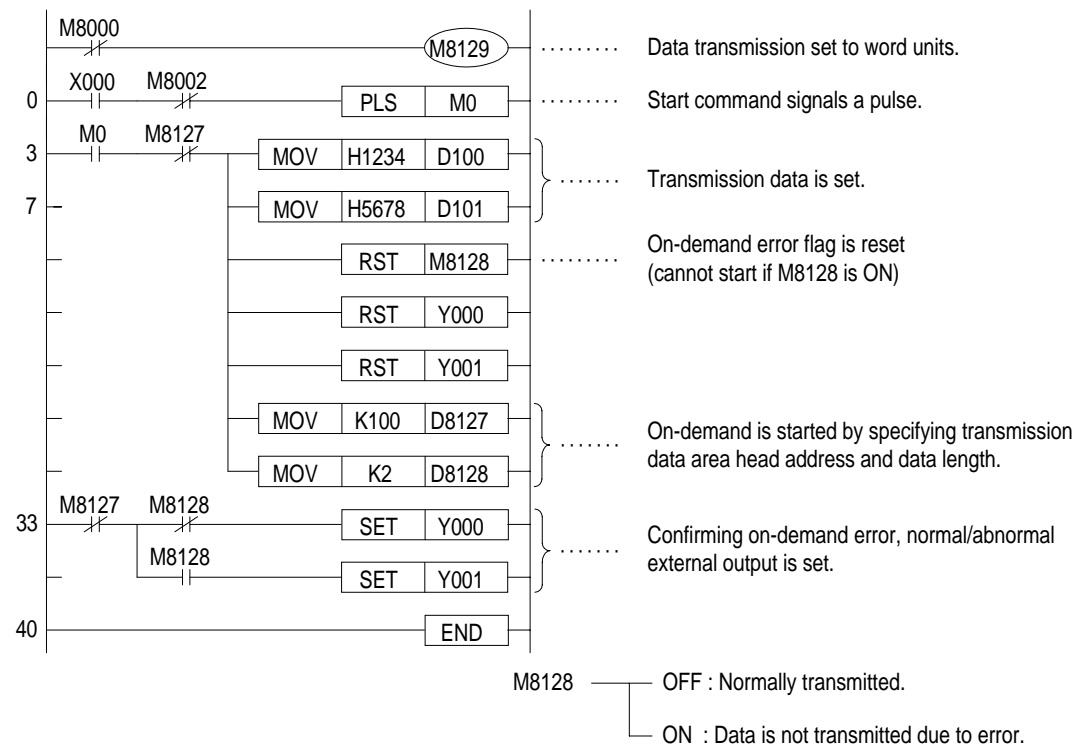 M8000
M8129 Data transmission set to word units.
X000 M8002
0 PLS M0 Start command signals a pulse.
M0 M8127
3 MOV H1234 D100
Transmission data is set.
7 MOV H5678 D101
On-demand error flag is reset
RST M8128
(cannot start if M8128 is ON)
RST Y000
RST Y001
MOV K100 D8127
On-demand is started by specifying transmission
data area head address and data length.
MOV K2 D8128
M8127 M8128
33 SET Y000
Confirming on-demand error, normal/abnormal
external output is set.
M8128
SET Y001
40 END
M8128 OFF : Normally transmitted.
ON : Data is not transmitted due to error.